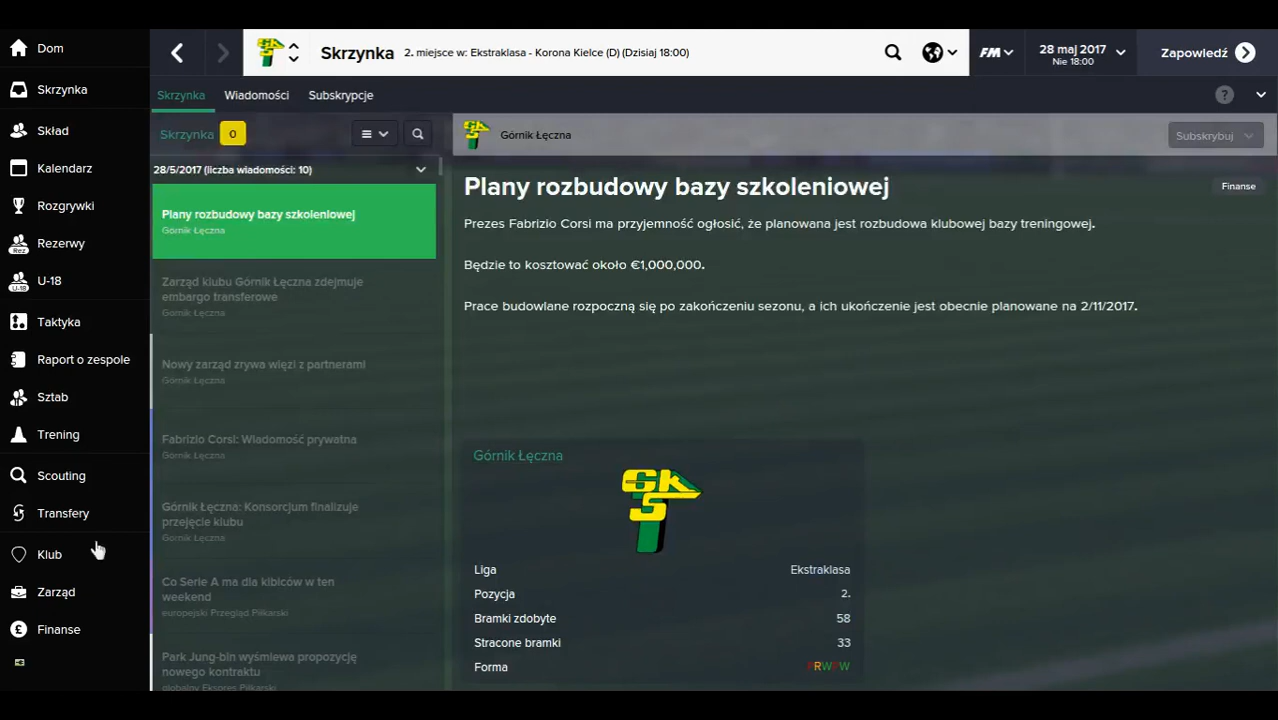 Dom
Skrzynka
Skład
Kalendarz
Rozgrywki
Rezerwy
U-18
Taktyka
Raport o zespole
Sztab
Trening
Scouting
Transfery
Klub
Zarząd
Finanse
Skrzynka
2. miejsce w: Ekstraklasa - Korona Kielce (D) (Dzisiaj 18:00)
FM
28 maj 2017
Nie 18:00
Zapowiedź
Skrzynka Wiadomości Subskrypcje
?
Skrzynka 0
28/5/2017 (liczba wiadomości: 10)
Plany rozbudowy bazy szkoleniowej
Górnik Łęczna
Zarząd klubu Górnik Łęczna zdejmuje
embargo transferowe
Górnik Łęczna
Nowy zarząd zrywa więzi z partnerami
Górnik Łęczna
Fabrizio Corsi: Wiadomość prywatna
Górnik Łęczna
Górnik Łęczna: Konsorcjum finalizuje
przejęcie klubu
Górnik Łęczna
Co Serie A ma dla kibiców w ten
weekend
europejski Przegląd Piłkarski
Park Jung-bin wyśmiewa propozycję
nowego kontraktu
globalny Ekspres Piłkarski
Górnik Łęczna
Subskrybuj
Plany rozbudowy bazy szkoleniowej
Finanse
Prezes Fabrizio Corsi ma przyjemność ogłosić, że planowana jest rozbudowa klubowej bazy treningowej.
Będzie to kosztować około €1,000,000.
Prace budowlane rozpoczną się po zakończeniu sezonu, a ich ukończenie jest obecnie planowane na 2/11/2017.
Górnik Łęczna
GKS
Liga Ekstraklasa
Pozycja 2.
Bramki zdobyte 58
Stracone bramki 33
Forma PRWPW